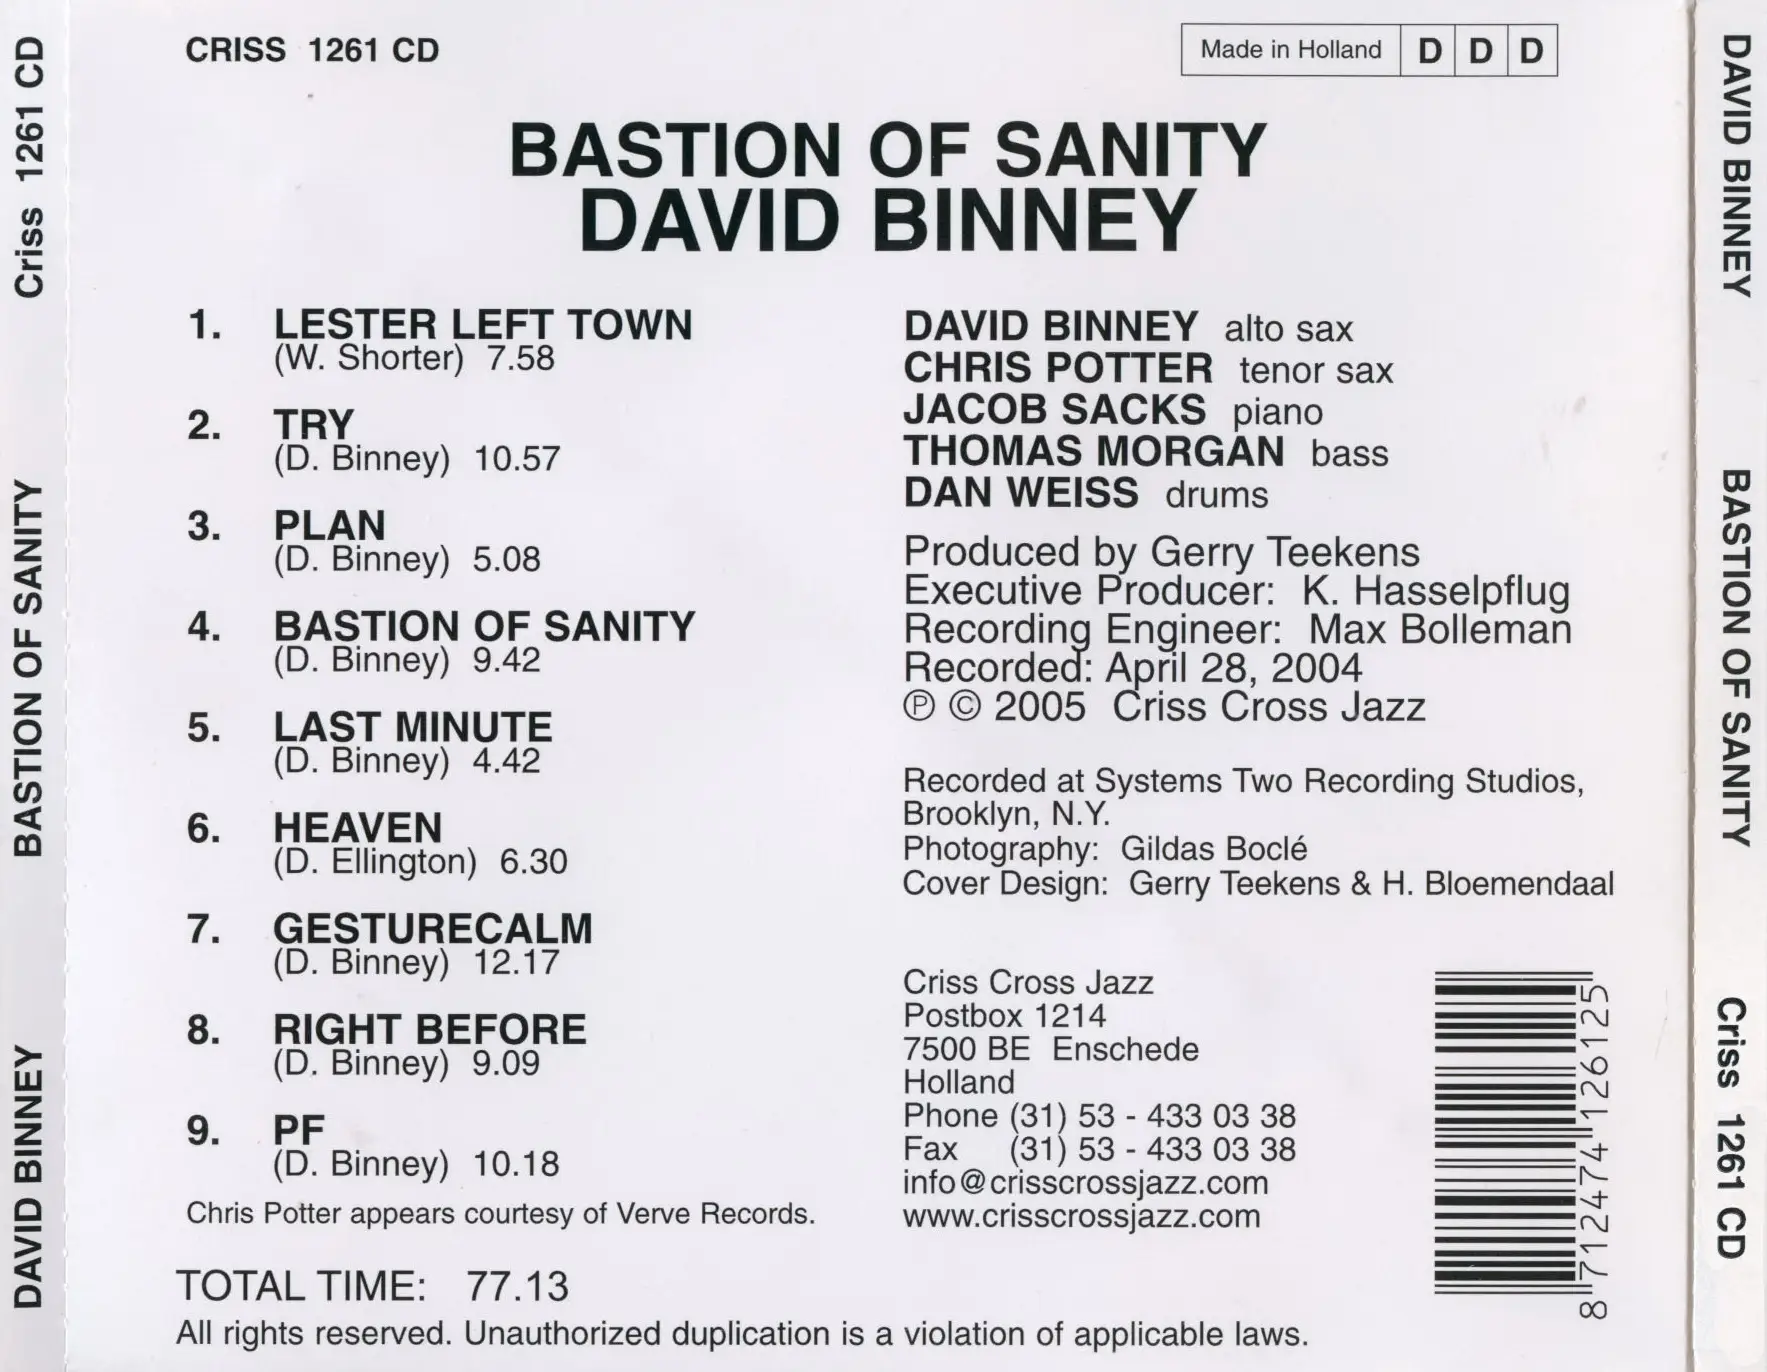 Criss 1261 CD
BASTION OF SANITY
DAVID BINNEY
CRISS 1261 CD
Made in Holland D D D
BASTION OF SANITY
DAVID BINNEY
1. LESTER LEFT TOWN
(W. Shorter) 7.58
2. TRY
(D. Binney) 10.57
3. PLAN
(D. Binney) 5.08
4. BASTION OF SANITY
(D. Binney) 9.42
5. LAST MINUTE
(D. Binney) 4.42
6. HEAVEN
(D. Ellington) 6.30
7. GESTURECALM
(D. Binney) 12.17
8. RIGHT BEFORE
(D. Binney) 9.09
9. PF
(D. Binney) 10.18
Chris Potter appears courtesy of Verve Records.
TOTAL TIME: 77.13
All rights reserved. Unauthorized duplication is a violation of applicable laws.
DAVID BINNEY alto sax
CHRIS POTTER tenor sax
JACOB SACKS piano
THOMAS MORGAN bass
DAN WEISS drums
Produced by Gerry Teekens
Executive Producer: K. Hasselpflug
Recording Engineer: Max Bolleman
Recorded: April 28, 2004
℗ © 2005 Criss Cross Jazz
Recorded at Systems Two Recording Studios,
Brooklyn, N.Y.
Photography: Gildas Boclé
Cover Design: Gerry Teekens & H. Bloemendaal
Criss Cross Jazz
Postbox 1214
7500 BE Enschede
Holland
Phone (31) 53 - 433 03 38
Fax (31) 53 - 433 03 38
info@crisscrossjazz.com
www.crisscrossjazz.com
8 712474 126125
DAVID BINNEY
BASTION OF SANITY
Criss 1261 CD